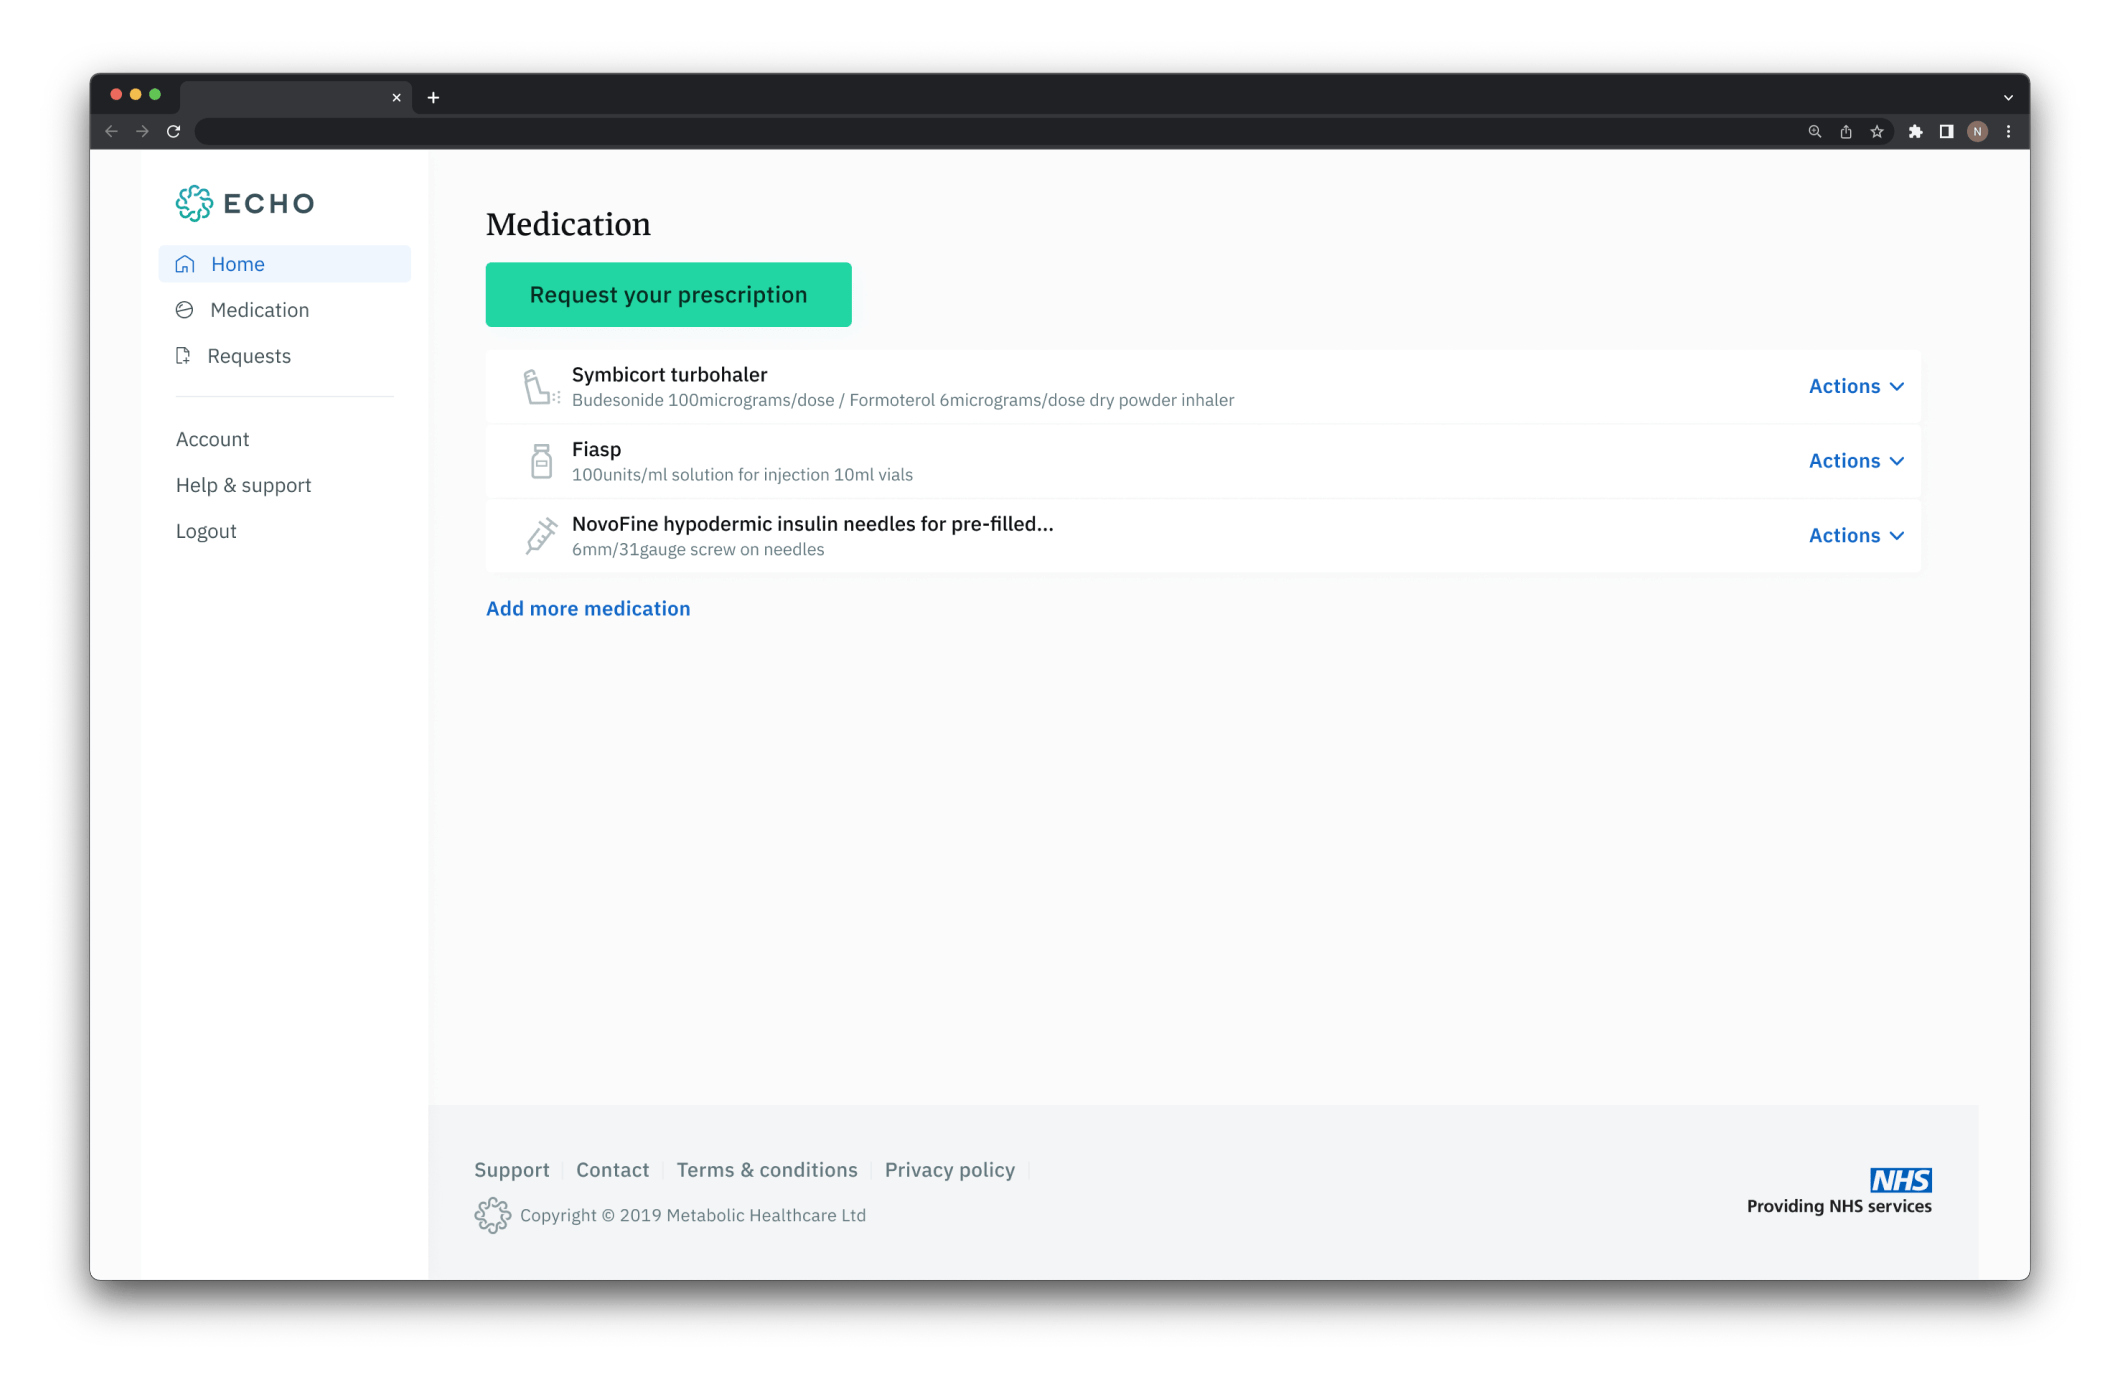 N
ECHO
Home
Medication
Requests
Account
Help & support
Logout
Medication
Request your prescription
Symbicort turbohaler
Budesonide 100micrograms/dose / Formoterol 6micrograms/dose dry powder inhaler
Actions
Fiasp
100units/ml solution for injection 10ml vials
Actions
NovoFine hypodermic insulin needles for pre-filled...
6mm/31gauge screw on needles
Actions
Add more medication
Support Contact Terms & conditions Privacy policy
Copyright © 2019 Metabolic Healthcare Ltd
NHS
Providing NHS services